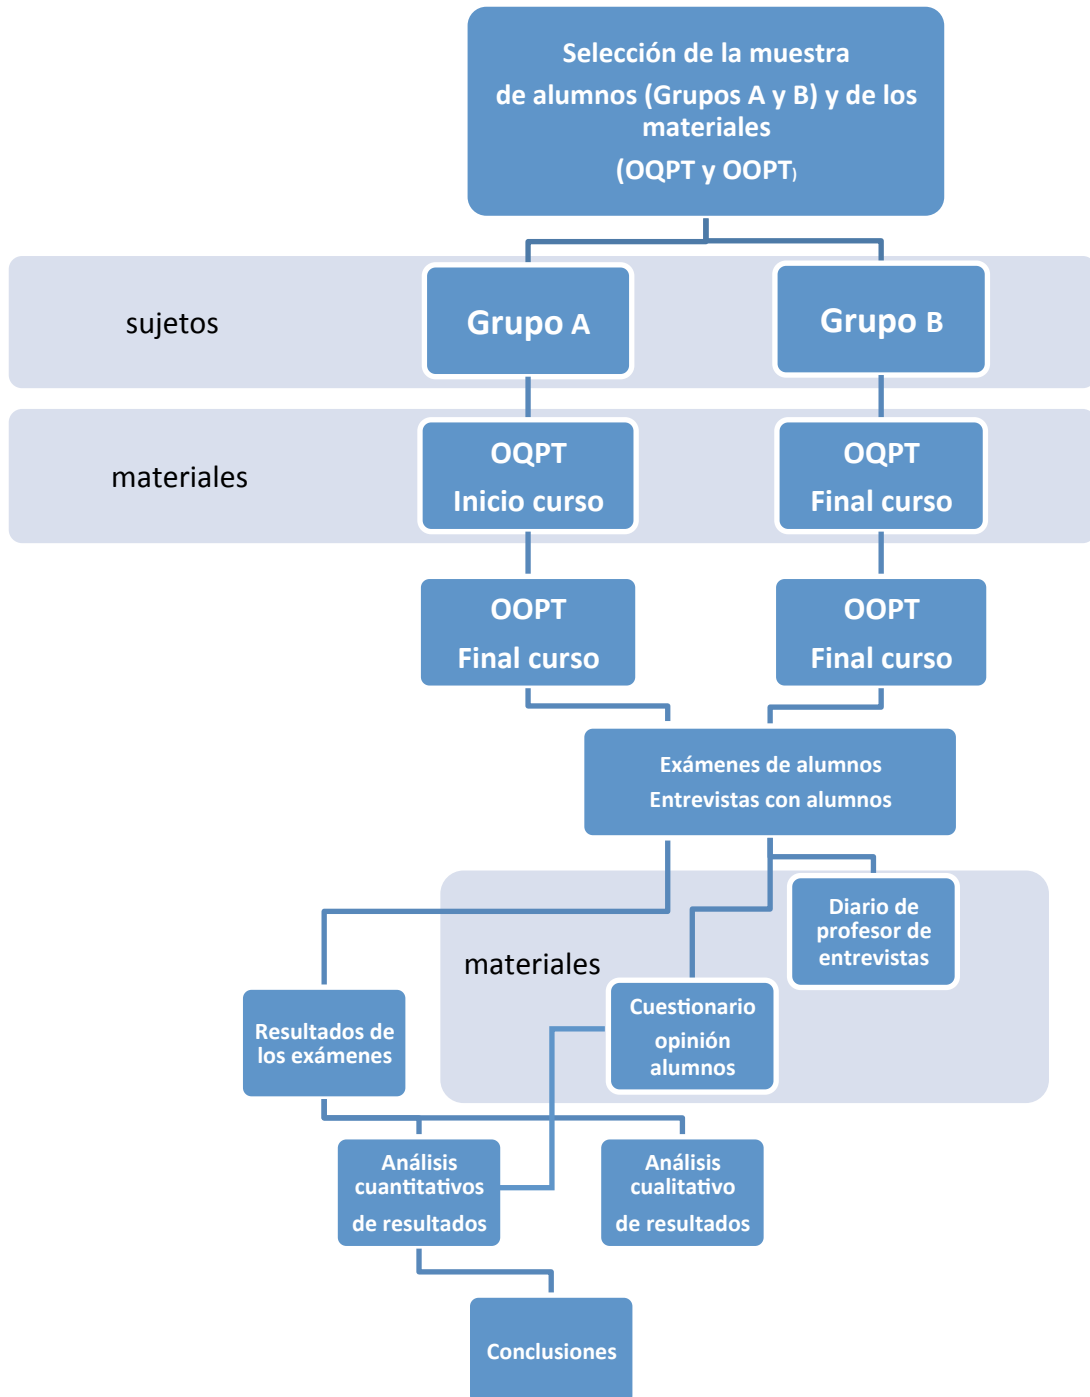 Selección de la muestra
de alumnos (Grupos A y B) y de los
materiales
(OQPT y OOPT)
sujetos
Grupo A
Grupo B
materiales
OQPT
Inicio curso
OQPT
Final curso
OOPT
Final curso
OOPT
Final curso
Exámenes de alumnos
Entrevistas con alumnos
Diario de
profesor de
entrevistas
materiales
Cuestionario
opinión
alumnos
Resultados de
los exámenes
Análisis
cuantitativos
de resultados
Análisis
cualitativo
de resultados
Conclusiones